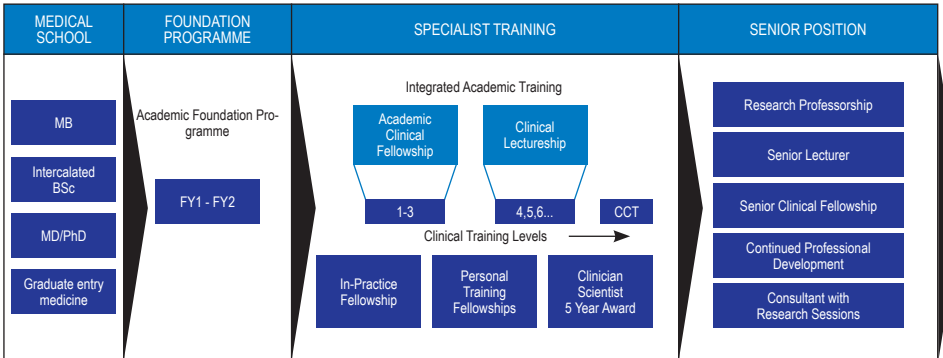 MEDICAL
SCHOOL
FOUNDATION
PROGRAMME
SPECIALIST TRAINING
SENIOR POSITION
MB
Intercalated
BSc
MD/PhD
Graduate entry
medicine
Academic Foundation Pro-
gramme
FY1 - FY2
Integrated Academic Training
Academic
Clinical
Fellowship
Clinical
Lectureship
1-3
4,5,6...
CCT
Clinical Training Levels
In-Practice
Fellowship
Personal
Training
Fellowships
Clinician
Scientist
5 Year Award
Research Professorship
Senior Lecturer
Senior Clinical Fellowship
Continued Professional
Development
Consultant with
Research Sessions